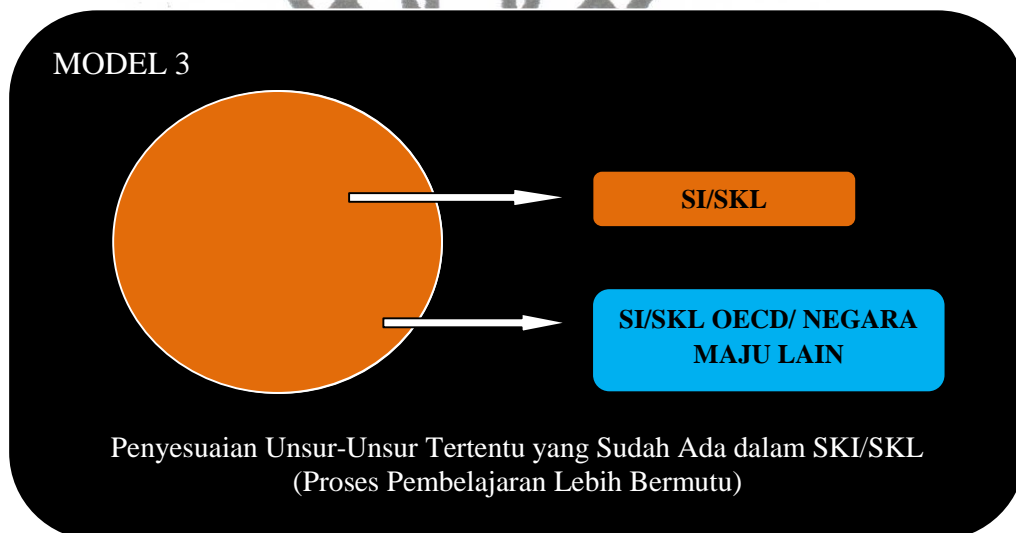 MODEL 3
SI/SKL
SI/SKL OECD/ NEGARA
MAJU LAIN
Penyesuaian Unsur-Unsur Tertentu yang Sudah Ada dalam SKI/SKL
(Proses Pembelajaran Lebih Bermutu)